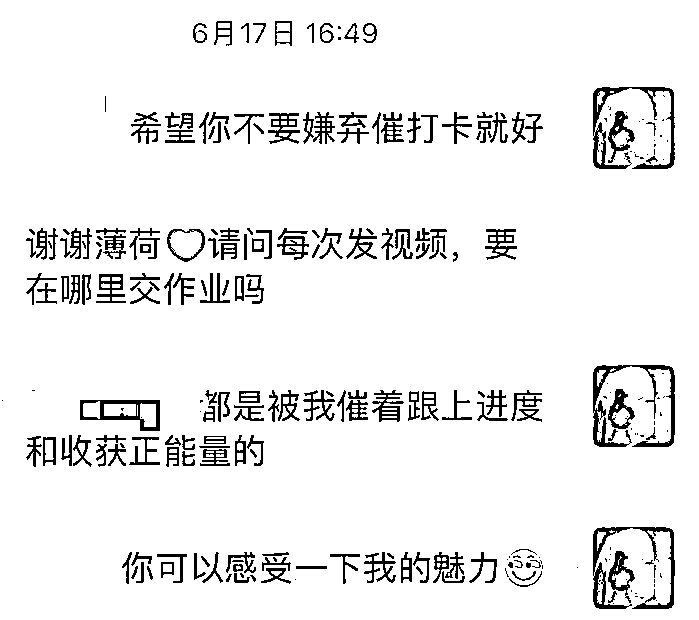 6月17日 16:49
希望你不要嫌弃催打卡就好
谢谢薄荷♡请问每次发视频，要
在哪里交作业吗
都是被我催着跟上进度
和收获正能量的
你可以感受一下我的魅力😊